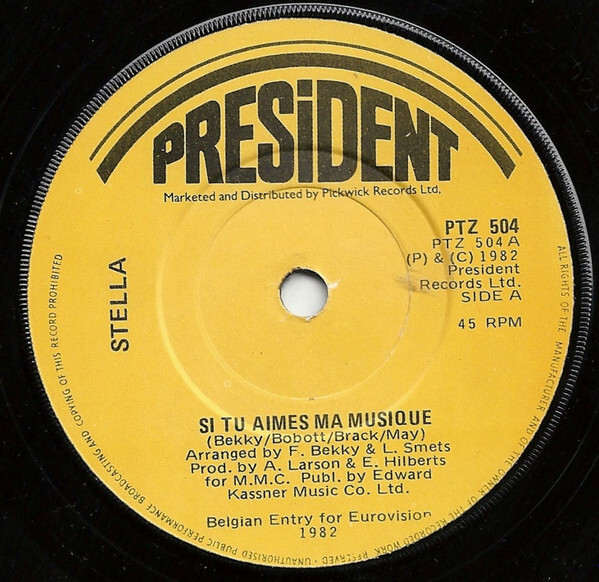 PRESiDENT
Marketed and Distributed by Pickwick Records Ltd,
PTZ 504
PTZ 504 A
(P) & (C) 1982
President
Records Ltd.
SIDE A
45 RPM
STELLA
SI TU AIMES MA MUSIQUE
(Bekky/Bobott/Brack/May)
Arranged by F. Bekky & L. Smets
Prod. by A. Larson & E. Hilberts
for M.M.C. Publ. by Edward
Kassner Music Co. Ltd.
Belgian Entry for Eurovision
1982
ALL RIGHTS OF THE MANUFACTURER AND OF THE OWNER OF THE RECORDED WORK RESERVED - UNAUTHORISED PUBLIC PERFORMANCE BROADCASTING AND COPYING OF THIS RECORD PROHIBITED